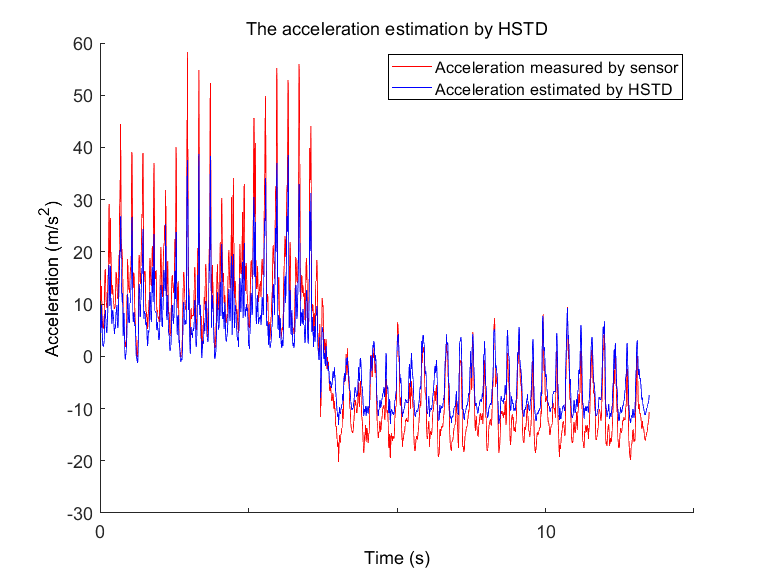 The acceleration estimation by HSTD
Acceleration measured by sensor
Acceleration estimated by HSTD
Acceleration (m/s²)
60
50
40
30
20
10
0
-10
-20
-30
0
10
Time (s)